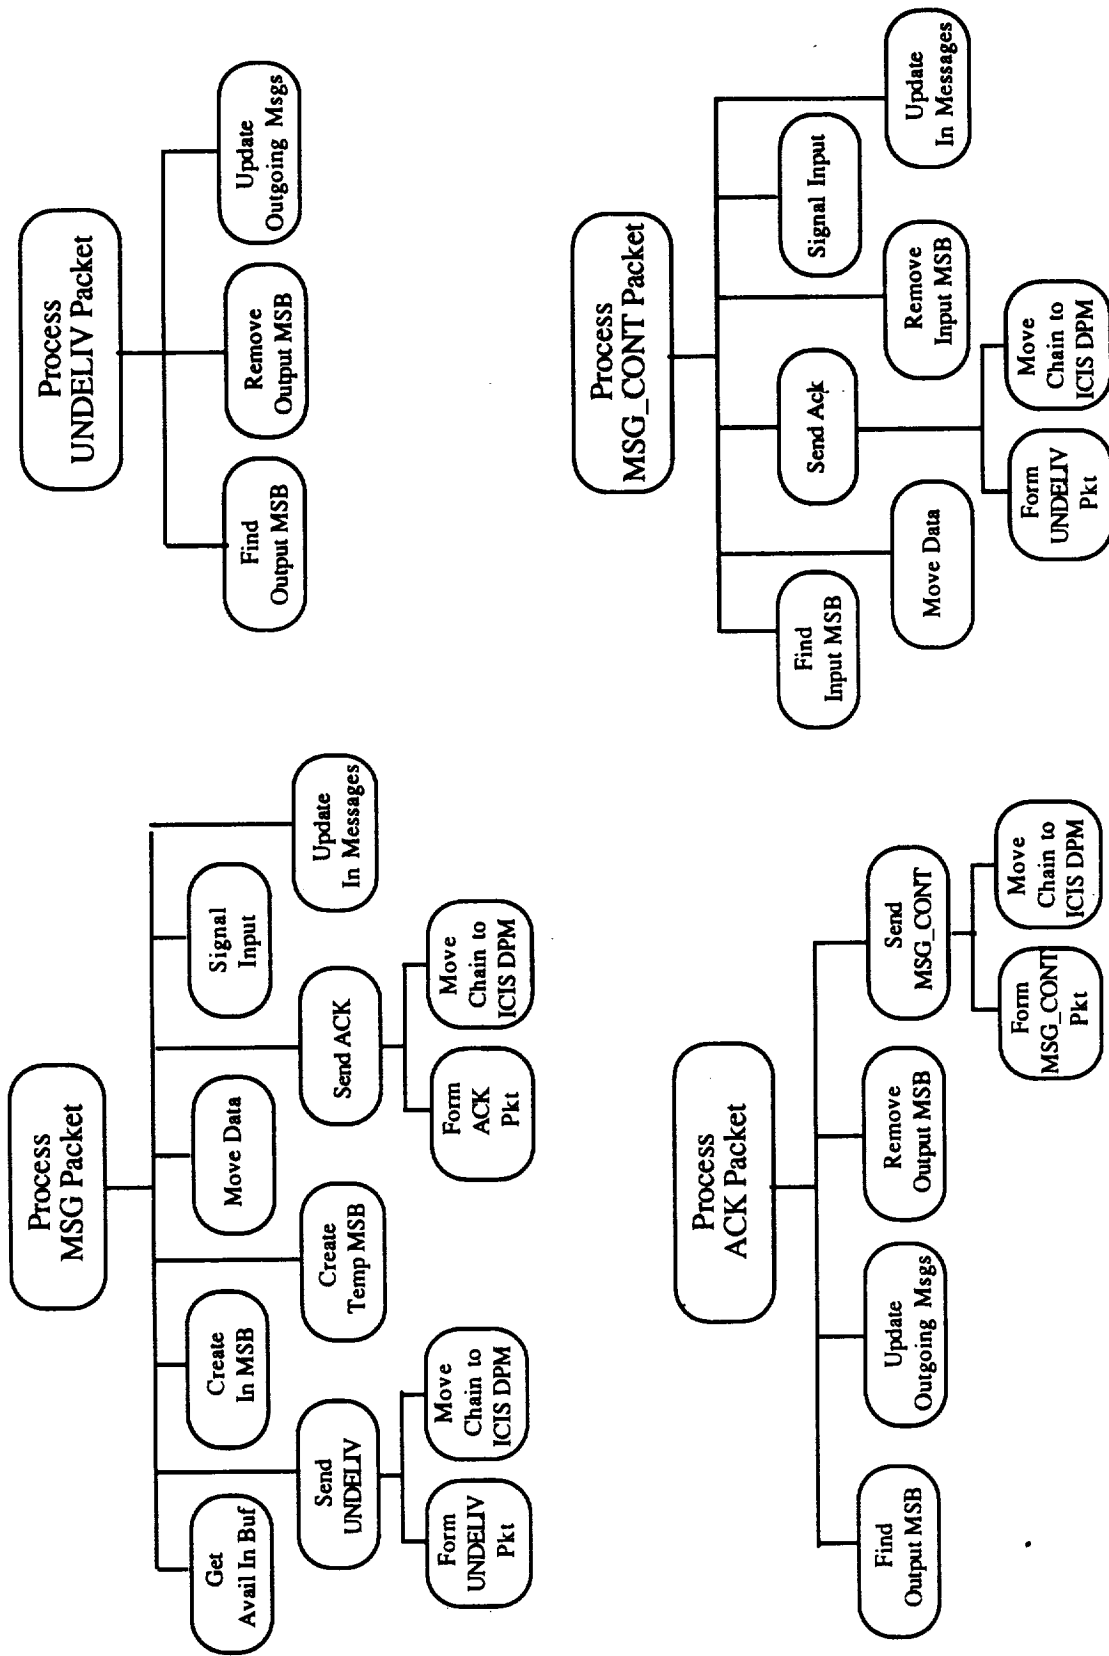 Process
MSG Packet
Get
Avail In Buf
Create
In MSB
Move Data
Signal
Input
Send
UNDELIV
Create
Temp MSB
Send ACK
Update
In Messages
Form
UNDELIV
Pkt
Move
Chain to
ICIS DPM
Form
ACK
Pkt
Move
Chain to
ICIS DPM
Process
UNDELIV Packet
Find
Output MSB
Remove
Output MSB
Update
Outgoing Msgs
Process
ACK Packet
Find
Output MSB
Update
Outgoing Msgs
Remove
Output MSB
Send
MSG_CONT
Form
MSG_CONT
Pkt
Move
Chain to
ICIS DPM
Process
MSG_CONT Packet
Find
Input MSB
Send Ack
Signal Input
Move Data
Remove
Input MSB
Update
In Messages
Form
UNDELIV
Pkt
Move
Chain to
ICIS DPM